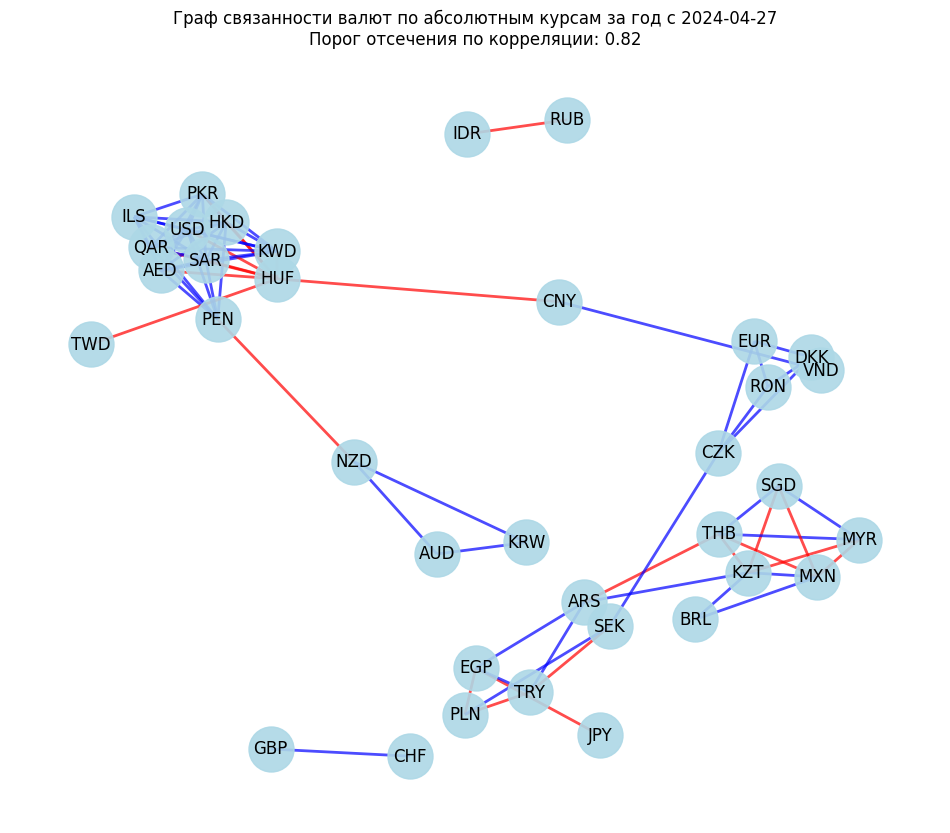 Граф связанности валют по абсолютным курсам за год с 2024-04-27
Порог отсечения по корреляции: 0.82
RUB
IDR
PKR
ILS
HKD
USD
QAR
KWD
SAR
AED
HUF
CNY
PEN
TWD
EUR
DKK
VND
RON
CZK
NZD
SGD
THB
MYR
KRW
AUD
KZT
MXN
ARS
BRL
SEK
EGP
TRY
PLN
JPY
GBP
CHF